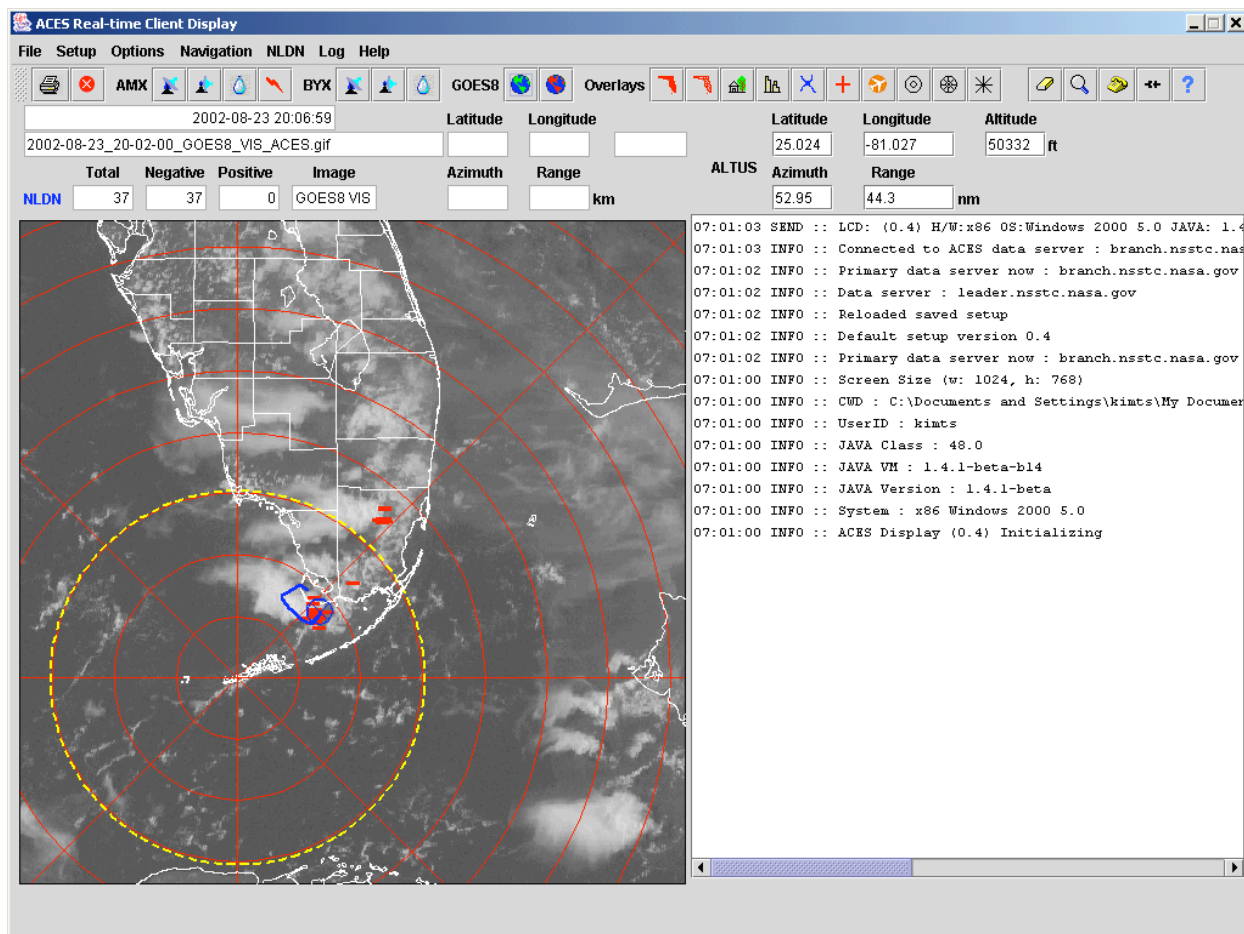 ACES Real-time Client Display
File Setup Options Navigation NLDN Log Help
AMX BYX GOES8 Overlays ?
2002-08-23 20:06:59 Latitude Longitude Latitude Longitude Altitude
2002-08-23_20-02-00_GOES8_VIS_ACES.gif 25.024 -81.027 50332 ft
Total Negative Positive Image Azimuth Range ALTUS Azimuth Range
NLDN 37 37 0 GOES8 VIS km 52.95 44.3 nm
07:01:03 SEND :: LCD: (0.4) H/W:x86 OS:Windows 2000 5.0 JAVA: 1.4
07:01:03 INFO :: Connected to ACES data server : branch.nsstc.nas
07:01:02 INFO :: Primary data server now : branch.nsstc.nasa.gov
07:01:02 INFO :: Data server : leader.nsstc.nasa.gov
07:01:02 INFO :: Reloaded saved setup
07:01:02 INFO :: Default setup version 0.4
07:01:02 INFO :: Primary data server now : branch.nsstc.nasa.gov
07:01:00 INFO :: Screen Size (w: 1024, h: 768)
07:01:00 INFO :: CWD : C:\Documents and Settings\kimts\My Documen
07:01:00 INFO :: UserID : kimts
07:01:00 INFO :: JAVA Class : 48.0
07:01:00 INFO :: JAVA VM : 1.4.1-beta-b14
07:01:00 INFO :: JAVA Version : 1.4.1-beta
07:01:00 INFO :: System : x86 Windows 2000 5.0
07:01:00 INFO :: ACES Display (0.4) Initializing